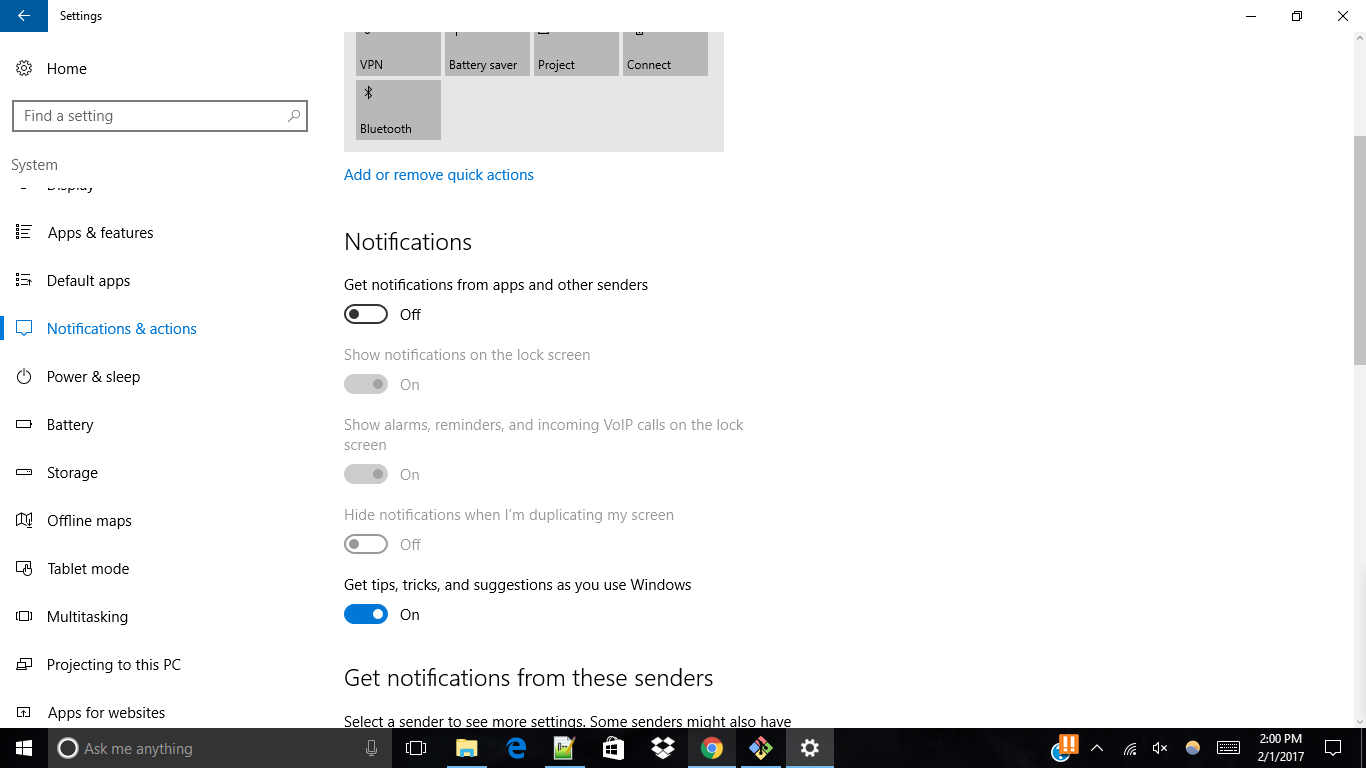 Settings
Home
Find a setting
System
Display
Apps & features
Default apps
Notifications & actions
Power & sleep
Battery
Storage
Offline maps
Tablet mode
Multitasking
Projecting to this PC
Apps for websites
VPN
Battery saver
Project
Connect
Bluetooth
Add or remove quick actions
Notifications
Get notifications from apps and other senders
Off
Show notifications on the lock screen
On
Show alarms, reminders, and incoming VoIP calls on the lock
screen
On
Hide notifications when I'm duplicating my screen
Off
Get tips, tricks, and suggestions as you use Windows
On
Get notifications from these senders
Select a sender to see more settings. Some senders might also have
Ask me anything
2:00 PM
2/1/2017